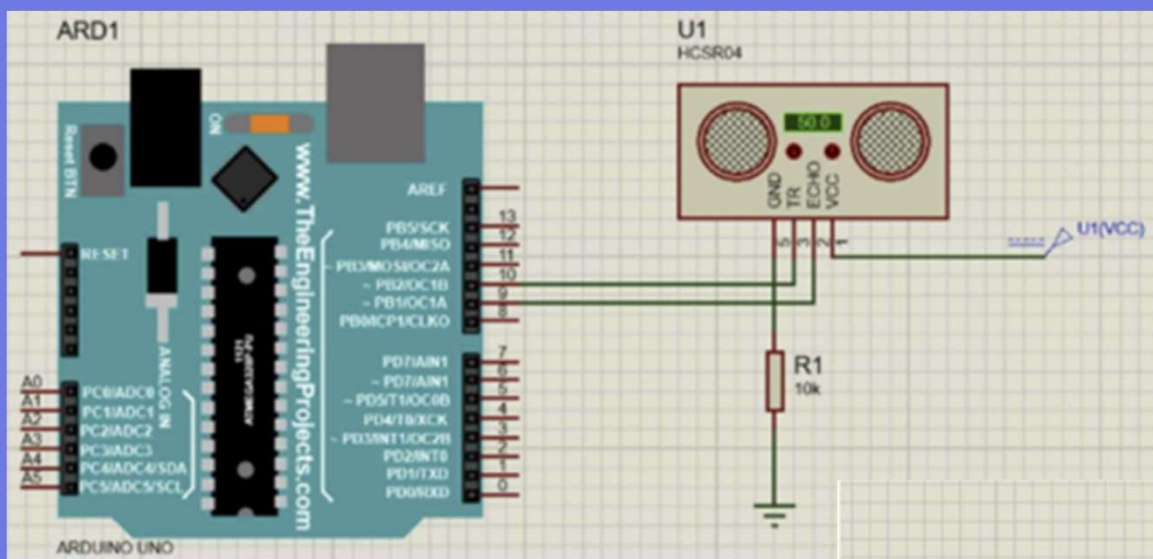 ARD1
Reset BTN
ON
www.TheEngineeringProjects.com
RESET
ANALOG IN
A0
A1
A2
A3
A4
A5
PC0/ADC0
PC1/ADC1
PC2/ADC2
PC3/ADC3
PC4/ADC4/SDA
PC5/ADC5/SCL
AREF
PB5/SCK
PB4/MISO
~ PB3/MOSI/OC2A
~ PB2/OC1B
~ PB1/OC1A
PB0/ICP1/CLKO
13
12
11
10
9
8
PD7/AIN1
~ PD7/AIN1
~ PD5/T1/OC0B
PD4/T0/XCK
~ PD3/INT1/OC2B
PD2/INT0
PD1/TXD
PD0/RXD
7
6
5
4
3
2
1
0
ARDUINO UNO
U1
HCSR04
50.0
GND
TR
ECHO
VCC
5
3
2
1
U1(VCC)
R1
10k